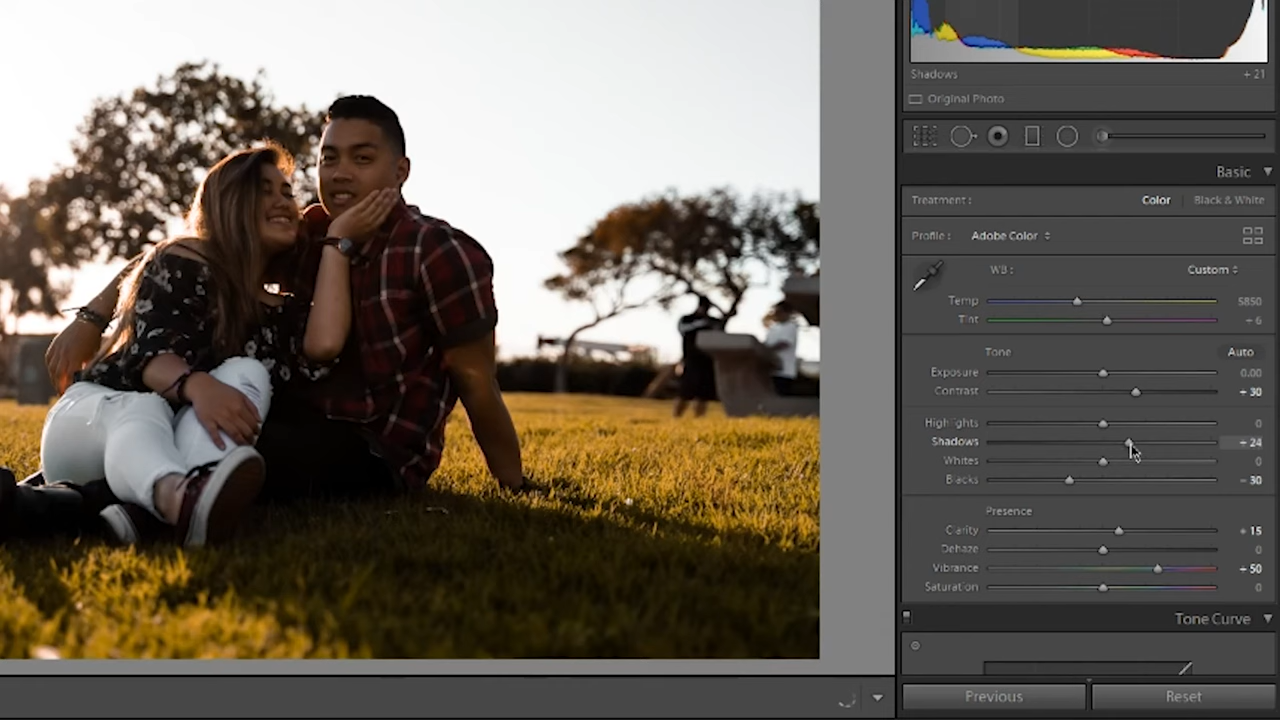 Shadows + 21
Original Photo
Basic
Treatment : Color Black & White
Profile : Adobe Color
WB : Custom
Temp 5850
Tint + 6
Tone Auto
Exposure 0.00
Contrast + 30
Highlights 0
Shadows + 24
Whites 0
Blacks - 30
Presence
Clarity + 15
Dehaze 0
Vibrance + 50
Saturation 0
Tone Curve
Previous Reset